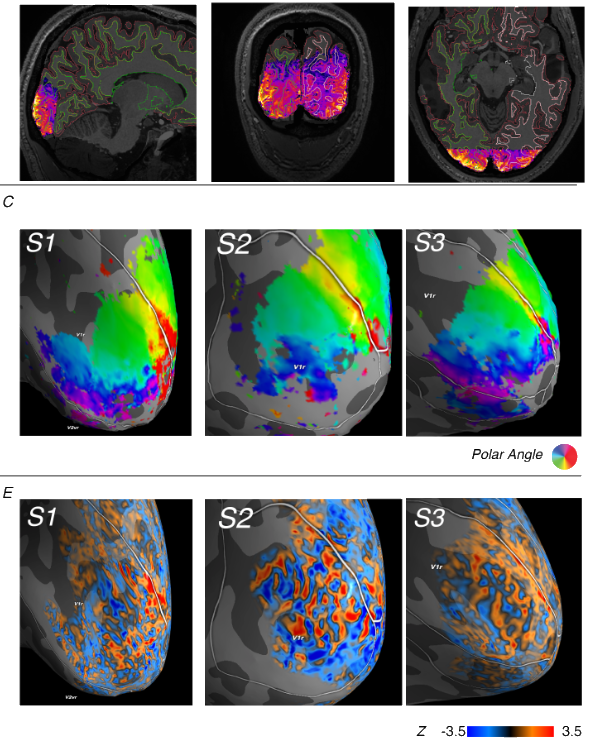 C
S1
S2
S3
V1r
V1r
V1r
V2vr
Polar Angle
E
S1
S2
S3
V1r
V1r
V1r
V2vr
Z -3.5 3.5